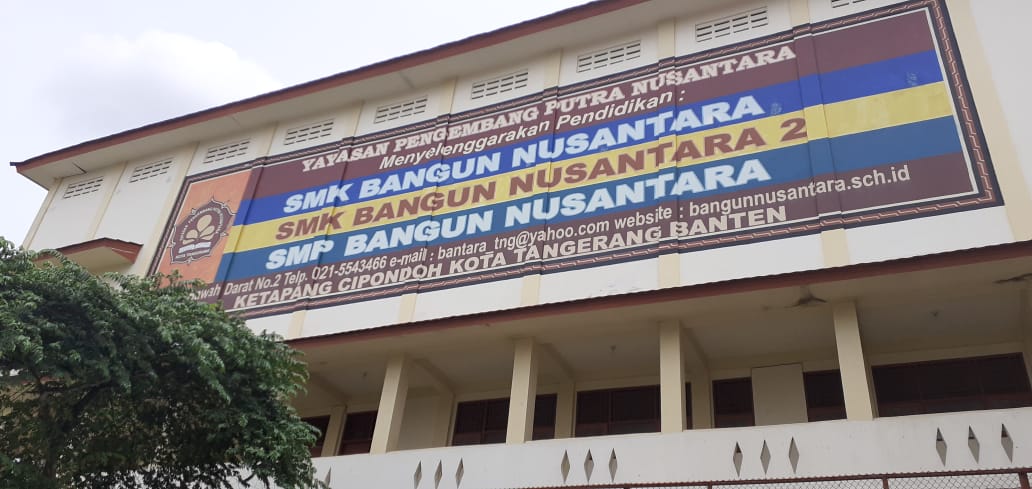 YAYASAN PENGEMBANG PUTRA NUSANTARA
Menyelenggarakan Pendidikan :
SMK BANGUN NUSANTARA
SMK BANGUN NUSANTARA 2
SMP BANGUN NUSANTARA
Darat No.2 Telp. 021-5543466 e-mail : bantara_tng@yahoo.com website : bangunnusantara.sch.id
KETAPANG CIPONDOH KOTA TANGERANG BANTEN